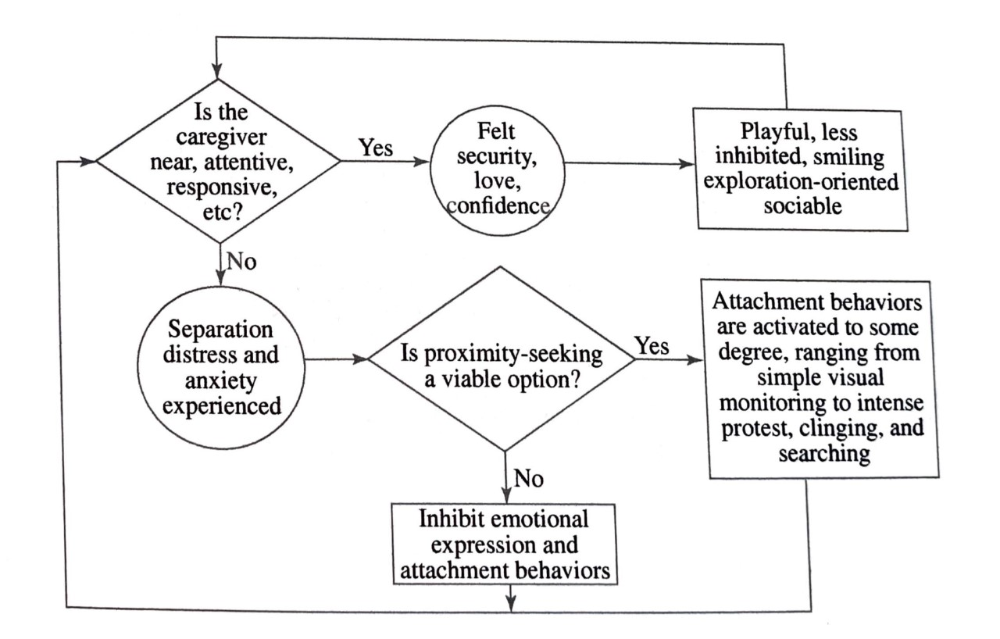 Is the
caregiver
near, attentive,
responsive,
etc?
Yes
Felt
security,
love,
confidence
Playful, less
inhibited, smiling
exploration-oriented
sociable
No
Separation
distress and
anxiety
experienced
Is proximity-seeking
a viable option?
Yes
Attachment behaviors
are activated to some
degree, ranging from
simple visual
monitoring to intense
protest, clinging, and
searching
No
Inhibit emotional
expression and
attachment behaviors